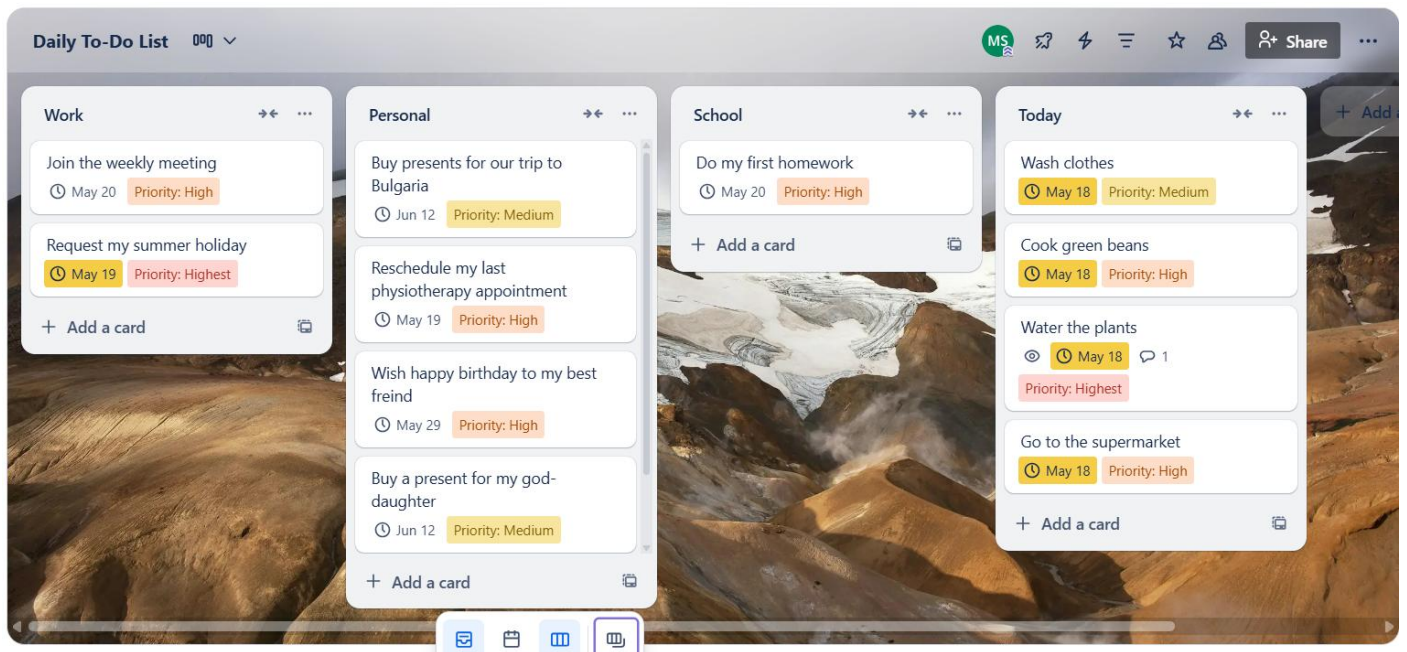 Daily To-Do List
MS
Share
Work
Join the weekly meeting
May 20 Priority: High
Request my summer holiday
May 19 Priority: Highest
+ Add a card
Personal
Buy presents for our trip to
Bulgaria
Jun 12 Priority: Medium
Reschedule my last
physiotherapy appointment
May 19 Priority: High
Wish happy birthday to my best
freind
May 29 Priority: High
Buy a present for my god-
daughter
Jun 12 Priority: Medium
+ Add a card
School
Do my first homework
May 20 Priority: High
+ Add a card
Today
Wash clothes
May 18 Priority: Medium
Cook green beans
May 18 Priority: High
Water the plants
May 18 1
Priority: Highest
Go to the supermarket
May 18 Priority: High
+ Add a card
+ Add